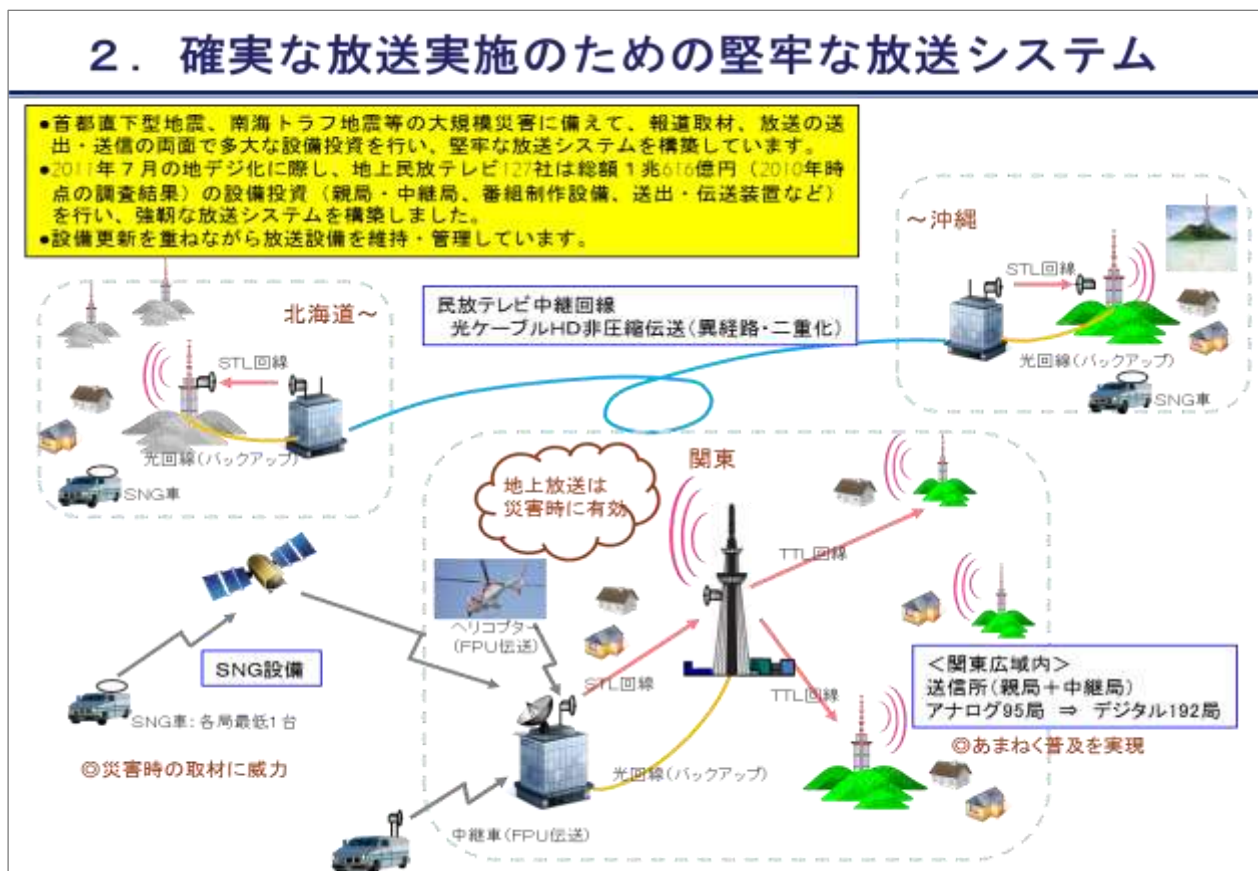 ２．確実な放送実施のための堅牢な放送システム
●首都直下型地震、南海トラフ地震等の大規模災害に備えて、報道取材、放送の送
出・送信の両面で多大な設備投資を行い、堅牢な放送システムを構築しています。
●2011年７月の地デジ化に際し、地上民放テレビ127社は総額１兆616億円（2010年時
点の調査結果）の設備投資（親局・中継局、番組制作設備、送出・伝送装置など）
を行い、強靭な放送システムを構築しました。
●設備更新を重ねながら放送設備を維持・管理しています。
～沖縄
STL回線
光回線(バックアップ)
SNG車
民放テレビ中継回線
光ケーブルHD非圧縮伝送(異経路・二重化)
北海道～
STL回線
光回線(バックアップ)
SNG車
関東
地上放送は
災害時に有効
TTL回線
ヘリコプター
(FPU伝送)
STL回線
TTL回線
SNG設備
SNG車：各局最低1台
◎災害時の取材に威力
＜関東広域内＞
送信所(親局＋中継局)
アナログ95局 ⇒ デジタル192局
◎あまねく普及を実現
光回線(バックアップ)
中継車(FPU伝送)